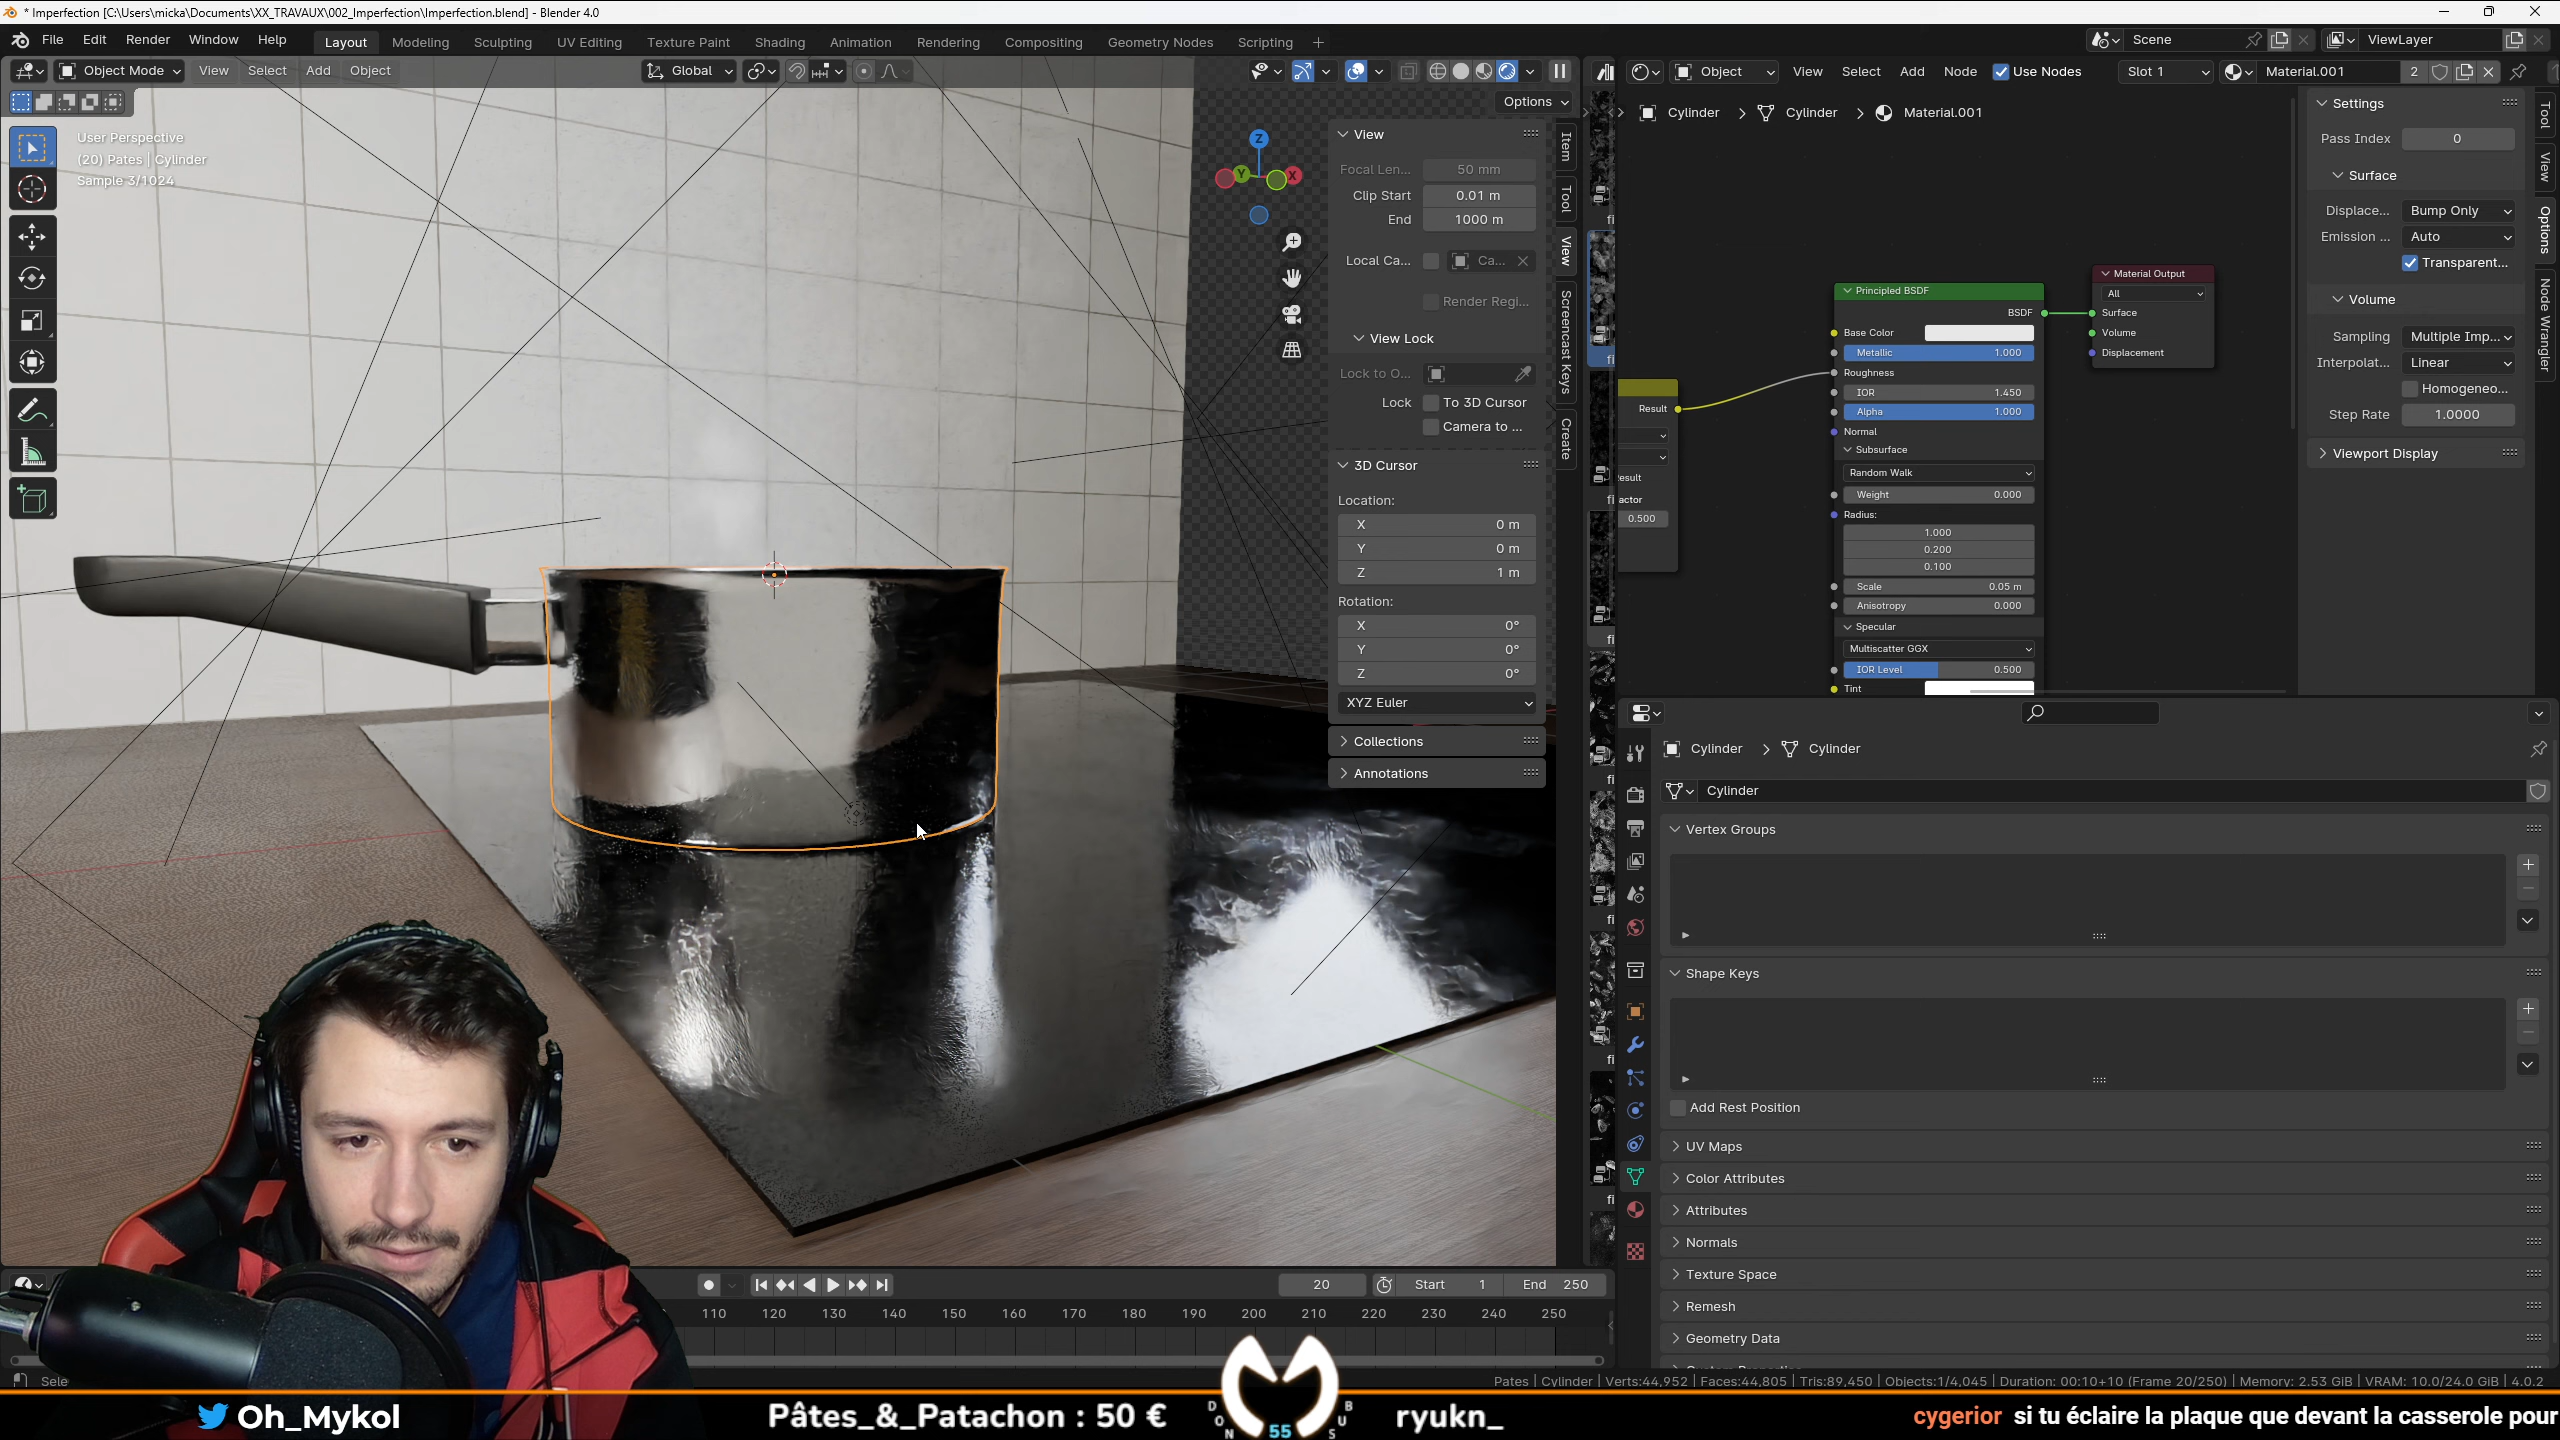 * Imperfection [C:\Users\micka\Documents\XX_TRAVAUX\002_Imperfection\Imperfection.blend] - Blender 4.0
File Edit Render Window Help
Layout Modeling Sculpting UV Editing Texture Paint Shading Animation Rendering Compositing Geometry Nodes Scripting +
Scene
ViewLayer
Object Mode View Select Add Object
Global
Options
User Perspective
(20) Pates | Cylinder
Sample 3/1024
Z
Y
X
View
Focal Len... 50 mm
Clip Start 0.01 m
End 1000 m
Local Ca... Ca...
Render Regi...
View Lock
Lock to O...
Lock To 3D Cursor
Camera to ...
3D Cursor
Location:
X 0 m
Y 0 m
Z 1 m
Rotation:
X 0°
Y 0°
Z 0°
XYZ Euler
Collections
Annotations
Item
Tool
View
Screencast Keys
Create
Object View Select Add Node Use Nodes Slot 1 Material.001 2
Cylinder > Cylinder > Material.001
Result
esult
actor
0.500
Principled BSDF
BSDF
Base Color
Metallic 1.000
Roughness
IOR 1.450
Alpha 1.000
Normal
Subsurface
Random Walk
Weight 0.000
Radius:
1.000
0.200
0.100
Scale 0.05 m
Anisotropy 0.000
Specular
Multiscatter GGX
IOR Level 0.500
Tint
Material Output
All
Surface
Volume
Displacement
Settings
Pass Index 0
Surface
Displace... Bump Only
Emission ... Auto
Transparent...
Volume
Sampling Multiple Imp...
Interpolat... Linear
Homogeneo...
Step Rate 1.0000
Viewport Display
Tool
View
Options
Node Wrangler
Cylinder > Cylinder
Cylinder
Vertex Groups
Shape Keys
Add Rest Position
UV Maps
Color Attributes
Attributes
Normals
Texture Space
Remesh
Geometry Data
20 Start 1 End 250
110 120 130 140 150 160 170 180 190 200 210 220 230 240 250
Sele
Pates | Cylinder | Verts:44,952 | Faces:44,805 | Tris:89,450 | Objects:1/4,045 | Duration: 00:10+10 (Frame 20/250) | Memory: 2.53 GiB | VRAM: 10.0/24.0 GiB | 4.0.2
Oh_Mykol
Pâtes_&_Patachon : 50 €
DON 55 BUS
ryukn_
cygerior si tu éclaire la plaque que devant la casserole pour